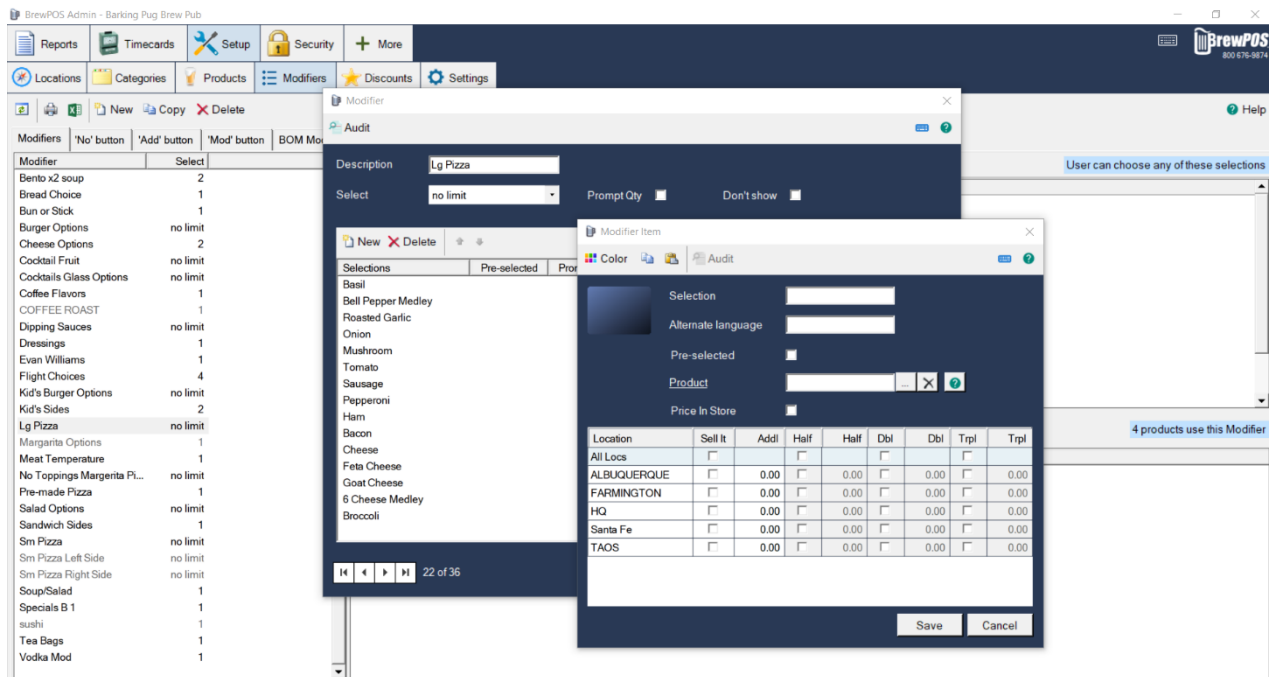 BrewPOS Admin - Barking Pug Brew Pub
Reports Timecards Setup Security More
BrewPOS
800 676-9874
Locations Categories Products Modifiers Discounts Settings
New Copy Delete
Help
Modifiers 'No' button 'Add' button 'Mod' button BOM Mo
User can choose any of these selections
Modifier Select
Bento x2 soup 2
Bread Choice 1
Bun or Stick 1
Burger Options no limit
Cheese Options 2
Cocktail Fruit no limit
Cocktails Glass Options no limit
Coffee Flavors 1
COFFEE ROAST 1
Dipping Sauces no limit
Dressings 1
Evan Williams 1
Flight Choices 4
Kid's Burger Options no limit
Kid's Sides 2
Lg Pizza no limit
Margarita Options 1
Meat Temperature 1
No Toppings Margerita Pi... no limit
Pre-made Pizza 1
Salad Options no limit
Sandwich Sides 1
Sm Pizza no limit
Sm Pizza Left Side no limit
Sm Pizza Right Side no limit
Soup/Salad 1
Specials B 1 1
sushi 1
Tea Bags 1
Vodka Mod 1
4 products use this Modifier
Modifier
Audit
Description Lg Pizza
Select no limit Prompt Qty Don't show
New Delete
Selections Pre-selected Pror
Basil
Bell Pepper Medley
Roasted Garlic
Onion
Mushroom
Tomato
Sausage
Pepperoni
Ham
Bacon
Cheese
Feta Cheese
Goat Cheese
6 Cheese Medley
Broccoli
22 of 36
Modifier Item
Color Audit
Selection
Alternate language
Pre-selected
Product ...
Price In Store
Location Sell It Addl Half Half Dbl Dbl Trpl Trpl
All Locs
ALBUQUERQUE 0.00 0.00 0.00 0.00
FARMINGTON 0.00 0.00 0.00 0.00
HQ 0.00 0.00 0.00 0.00
Santa Fe 0.00 0.00 0.00 0.00
TAOS 0.00 0.00 0.00 0.00
Save Cancel